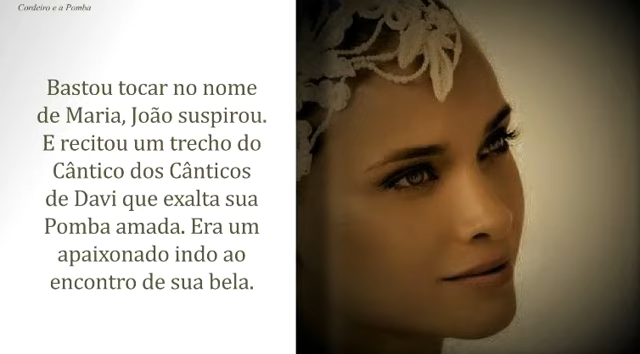 Cordeiro e a Pomba
Bastou tocar no nome
de Maria, João suspirou.
E recitou um trecho do
Cântico dos Cânticos
de Davi que exalta sua
Pomba amada. Era um
apaixonado indo ao
encontro de sua bela.